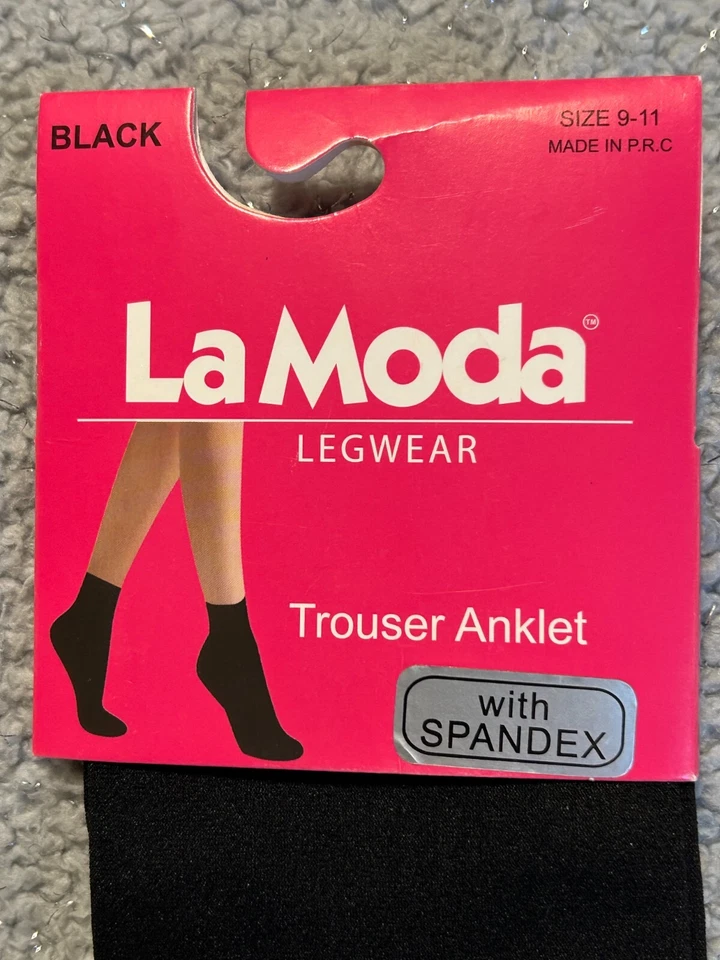 BLACK
SIZE 9-11
MADE IN P.R.C
La Moda™
LEGWEAR
Trouser Anklet
with
SPANDEX